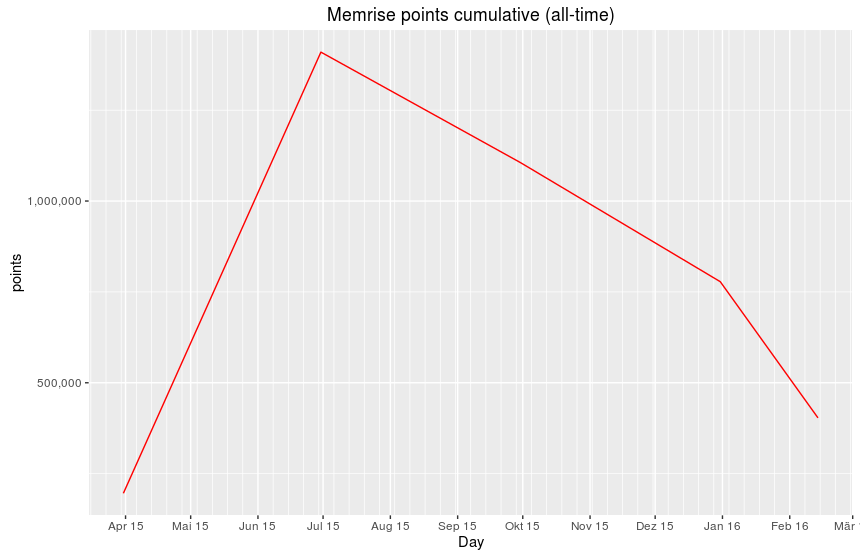 Memrise points cumulative (all-time)
points
1,000,000
500,000
Apr 15 Mai 15 Jun 15 Jul 15 Aug 15 Sep 15 Okt 15 Nov 15 Dez 15 Jan 16 Feb 16 Mär
Day